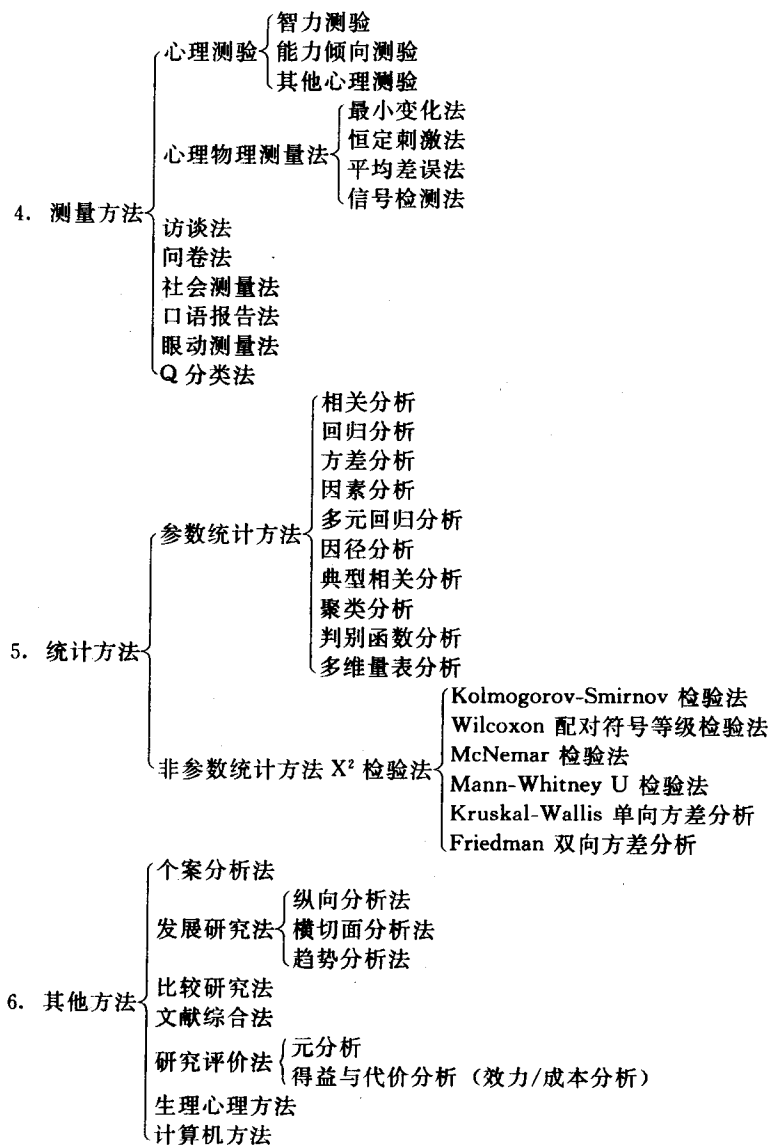 智力测验
心理测验
能力倾向测验
其他心理测验
最小变化法
恒定刺激法
心理物理测量法
平均差误法
信号检测法
4. 测量方法
访谈法
问卷法
社会测量法
口语报告法
眼动测量法
Q 分类法
相关分析
回归分析
方差分析
因素分析
多元回归分析
参数统计方法
因径分析
典型相关分析
聚类分析
5. 统计方法
判别函数分析
多维量表分析
Kolmogorov-Smirnov 检验法
Wilcoxon 配对符号等级检验法
McNemar 检验法
非参数统计方法 X² 检验法
Mann-Whitney U 检验法
Kruskal-Wallis 单向方差分析
Friedman 双向方差分析
个案分析法
纵向分析法
发展研究法
横切面分析法
趋势分析法
比较研究法
6. 其他方法
文献综合法
元分析
研究评价法
得益与代价分析（效力/成本分析）
生理心理方法
计算机方法